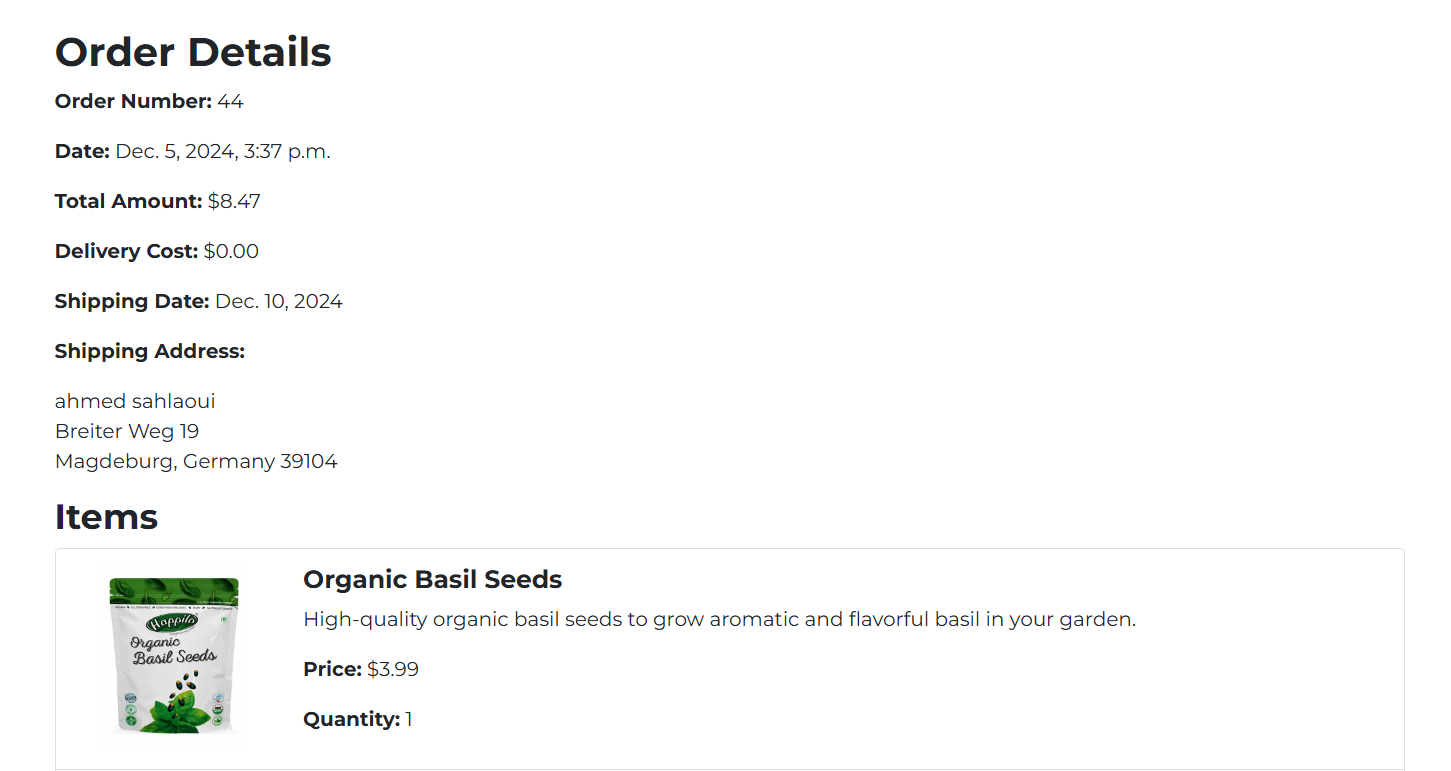 Order Details
Order Number: 44
Date: Dec. 5, 2024, 3:37 p.m.
Total Amount: $8.47
Delivery Cost: $0.00
Shipping Date: Dec. 10, 2024
Shipping Address:
ahmed sahlaoui
Breiter Weg 19
Magdeburg, Germany 39104
Items
Happilo
Organic
Basil Seeds
Organic Basil Seeds
High-quality organic basil seeds to grow aromatic and flavorful basil in your garden.
Price: $3.99
Quantity: 1